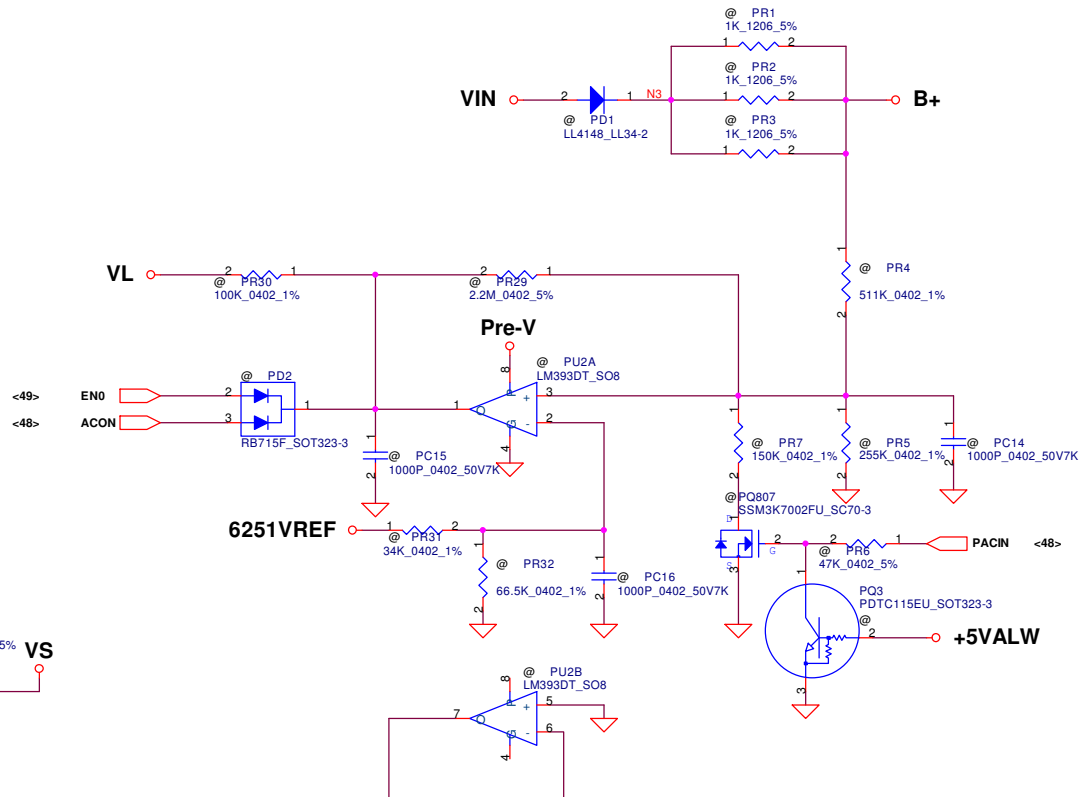 @ PR1
1K_1206_5%
1 2
@ PR2
1K_1206_5%
VIN 2 1 N3 1 2 B+
@ PD1
LL4148_LL34-2
@ PR3
1K_1206_5%
1 2
VL 2 1
@ PR30
100K_0402_1%
2 1
@ PR29
2.2M_0402_5%
1
@ PR4
511K_0402_1%
2
Pre-V
8
@ PU2A
LM393DT_SO8
P
3
+
1 O
2
-
G
4
@ PD2
<49> EN0 2
1
<48> ACON 3
RB715F_SOT323-3
1
@ PC15
1000P_0402_50V7K
2
1
@ PR7
150K_0402_1%
2
1
@ PR5
255K_0402_1%
2
1
@ PC14
1000P_0402_50V7K
2
@ PQ807
SSM3K7002FU_SC70-3
D 1
2
G
S 3
6251VREF 1 2
@ PR31
34K_0402_1%
1
@ PR32
66.5K_0402_1%
2
1
@ PC16
1000P_0402_50V7K
2
2 1 PACIN <48>
@ PR6
47K_0402_5%
1
PQ3
PDTC115EU_SOT323-3
@
2 +5VALW
3
5% VS
8
@ PU2B
LM393DT_SO8
P
5
+
7 O
6
-
G
4